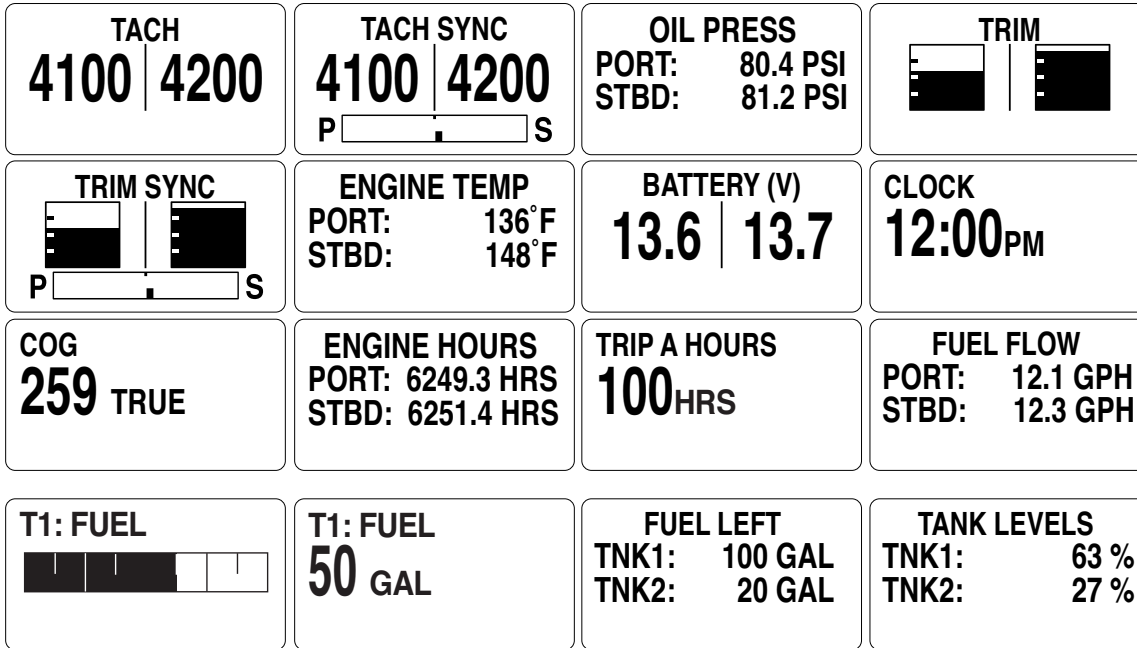 TACH
4100 4200
TACH SYNC
4100 4200
P S
OIL PRESS
PORT: 80.4 PSI
STBD: 81.2 PSI
TRIM
TRIM SYNC
P S
ENGINE TEMP
PORT: 136°F
STBD: 148°F
BATTERY (V)
13.6 13.7
CLOCK
12:00PM
COG
259 TRUE
ENGINE HOURS
PORT: 6249.3 HRS
STBD: 6251.4 HRS
TRIP A HOURS
100HRS
FUEL FLOW
PORT: 12.1 GPH
STBD: 12.3 GPH
T1: FUEL
T1: FUEL
50 GAL
FUEL LEFT
TNK1: 100 GAL
TNK2: 20 GAL
TANK LEVELS
TNK1: 63 %
TNK2: 27 %